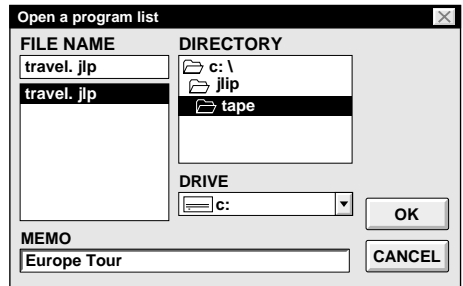 Open a program list
FILE NAME
travel. jlp
travel. jlp
DIRECTORY
c: \
jlip
tape
DRIVE
c:
OK
MEMO
Europe Tour
CANCEL